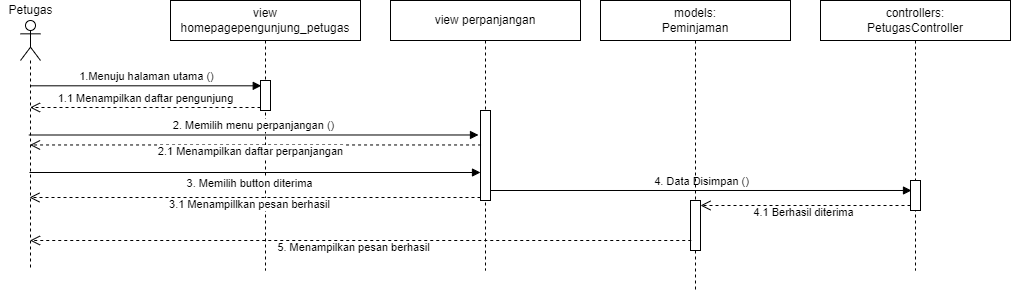 Petugas
view
homepagepengunjung_petugas
view perpanjangan
models:
Peminjaman
controllers:
PetugasController
1.Menuju halaman utama ()
1.1 Menampilkan daftar pengunjung
2. Memilih menu perpanjangan ()
2.1 Menampilkan daftar perpanjangan
3. Memilih button diterima
4. Data Disimpan ()
3.1 Menampillkan pesan berhasil
4.1 Berhasil diterima
5. Menampilkan pesan berhasil